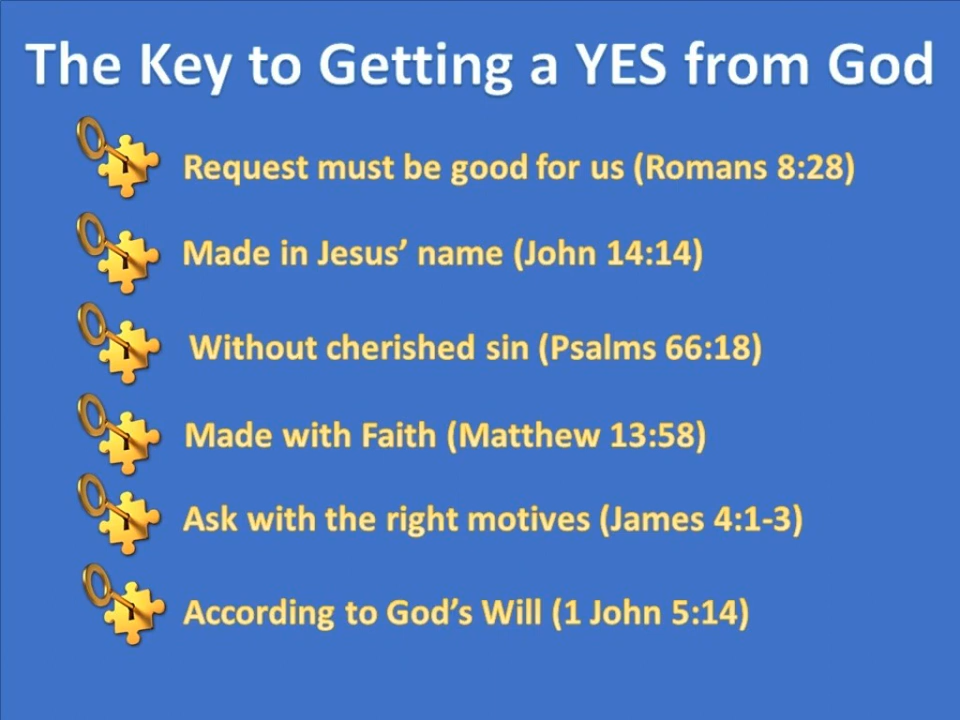 The Key to Getting a YES from God
Request must be good for us (Romans 8:28)
Made in Jesus’ name (John 14:14)
Without cherished sin (Psalms 66:18)
Made with Faith (Matthew 13:58)
Ask with the right motives (James 4:1-3)
According to God’s Will (1 John 5:14)